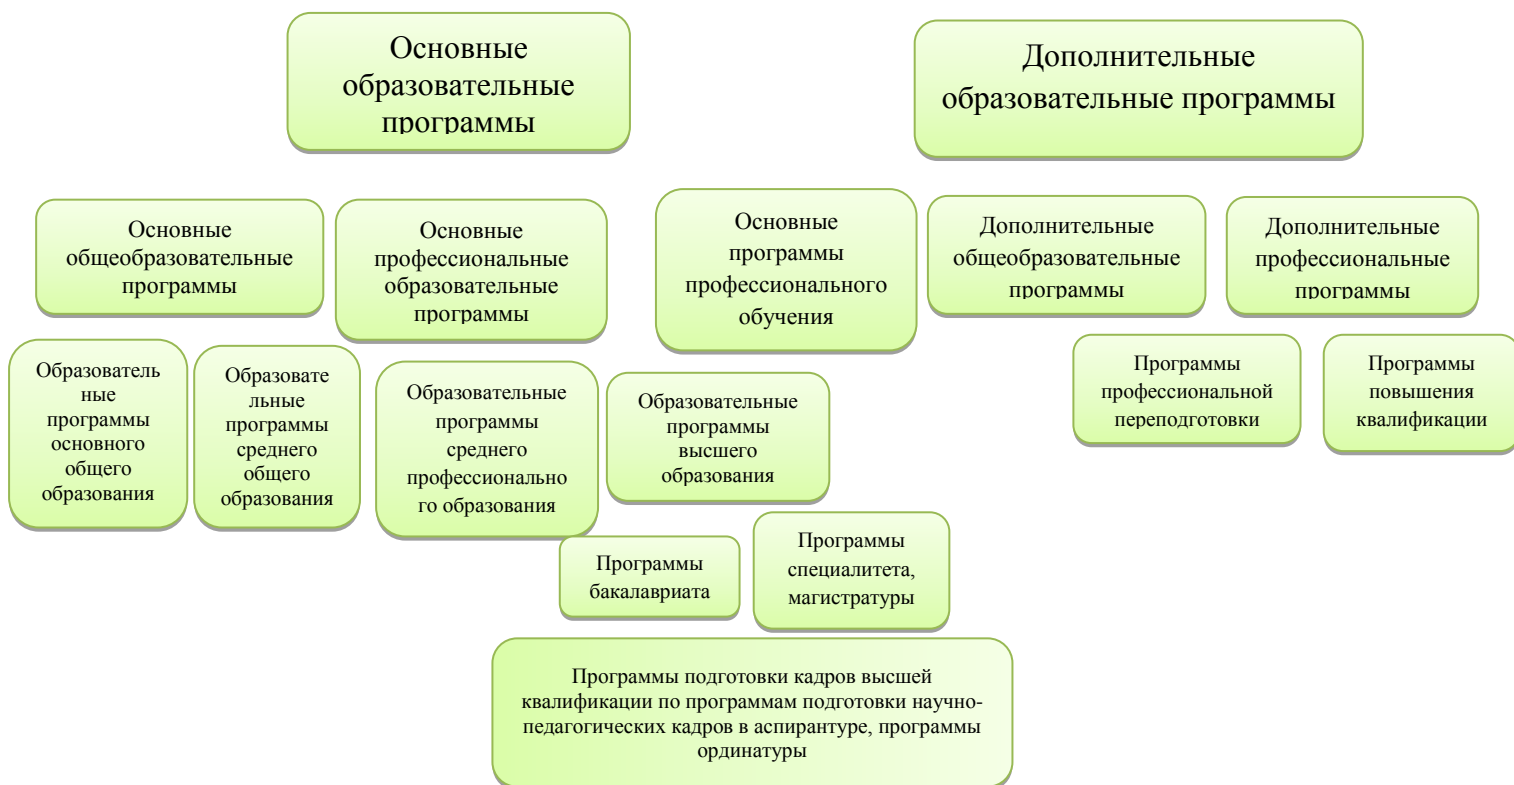 Основные
образовательные
программы
Дополнительные
образовательные программы
Основные
общеобразовательные
программы
Основные
профессиональные
образовательные
программы
Основные
программы
профессионального
обучения
Дополнительные
общеобразовательные
программы
Дополнительные
профессиональные
программы
Образователь
ные
программы
основного
общего
образования
Образовате
льные
программы
среднего
общего
образования
Образовательные
программы
среднего
профессионально
го образования
Образовательные
программы
высшего
образования
Программы
профессиональной
переподготовки
Программы
повышения
квалификации
Программы
бакалавриата
Программы
специалитета,
магистратуры
Программы подготовки кадров высшей
квалификации по программам подготовки научно-
педагогических кадров в аспирантуре, программы
ординатуры